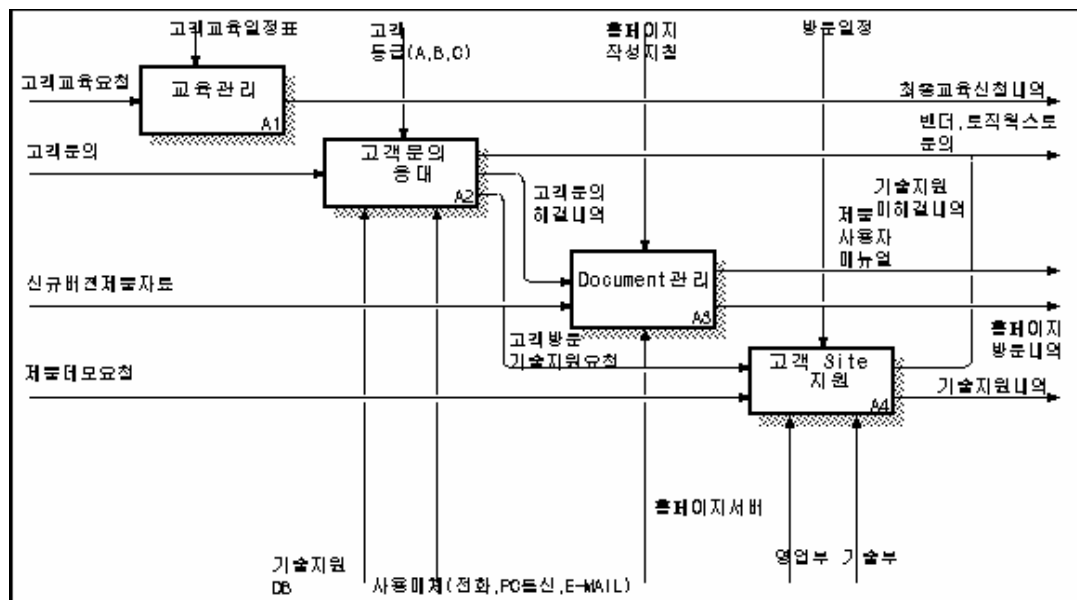 고객교육일정표
고객
등급(A,B,C)
홈페이지
작성지침
방문일정
고객교육요청
교육관리
A1
최종교육신청내역
벤더,로직웍스로
문의
고객문의
고객문의
응대
A2
고객문의
해결내역
기술지원
미해결내역
제품
사용자
매뉴얼
신규버전제품자료
Document관리
A3
고객방문
기술지원요청
홈페이지
방문내역
제품데모요청
고객 Site
지원
A4
기술지원내역
홈페이지서버
기술지원
DB
사용매체(전화,PC통신,E-MAIL)
영업부 기술부